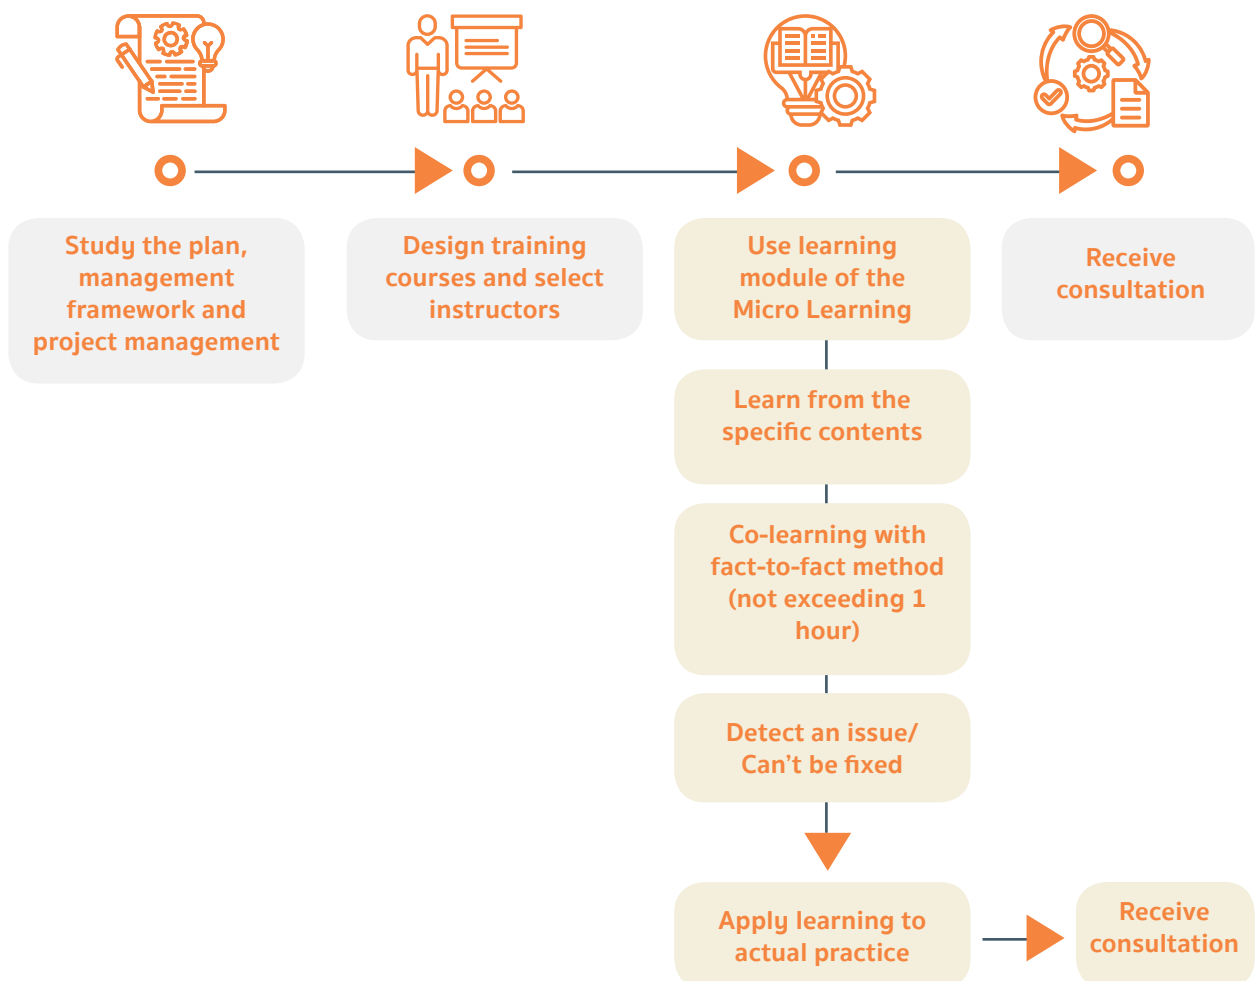 Study the plan,
management
framework and
project management
Design training
courses and select
instructors
Use learning
module of the
Micro Learning
Receive
consultation
Learn from the
specific contents
Co-learning with
fact-to-fact method
(not exceeding 1
hour)
Detect an issue/
Can’t be fixed
Apply learning to
actual practice
Receive
consultation